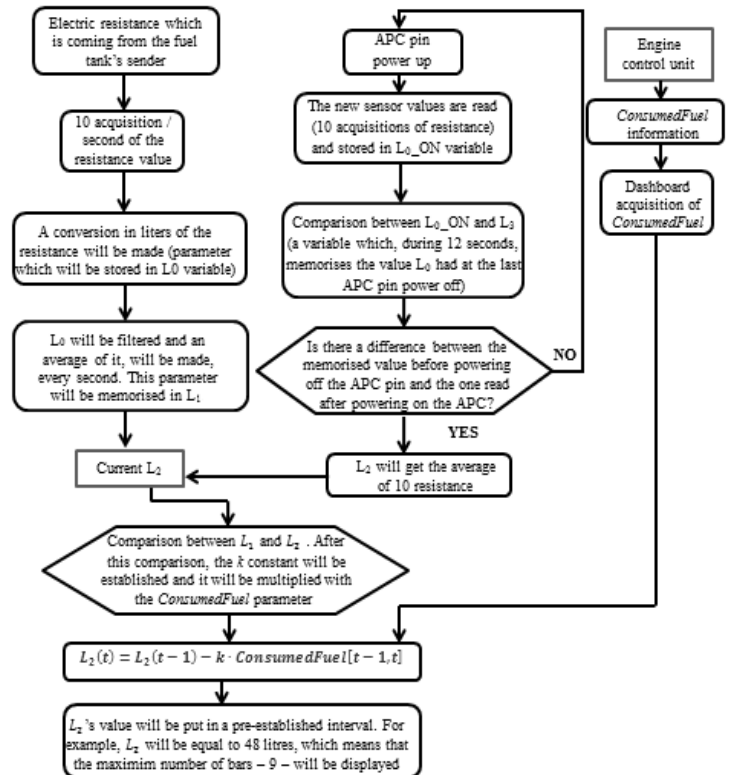 Electric resistance which
is coming from the fuel
tank's sender
10 acquisition /
second of the
resistance value
A conversion in liters of the
resistance will be made (parameter
which will be stored in L0 variable)
L₀ will be filtered and an
average of it, will be made,
every second. This parameter
will be memorised in L₁
Current L₂
APC pin
power up
The new sensor values are read
(10 acquisitions of resistance)
and stored in L₀_ON variable
Comparison between L₀_ON and L₃
(a variable which, during 12 seconds,
memorises the value L₀ had at the last
APC pin power off)
Is there a difference between the
memorised value before powering
off the APC pin and the one read
after powering on the APC?
NO
YES
L₂ will get the average
of 10 resistance
Engine
control unit
ConsumedFuel
information
Dashboard
acquisition of
ConsumedFuel
Comparison between L₁ and L₂ . After
this comparison, the k constant will be
established and it will be multiplied with
the ConsumedFuel parameter
L₂(t) = L₂(t−1) − k · ConsumedFuel[t−1,t]
L₂'s value will be put in a pre-established interval. For
example, L₂ will be equal to 48 litres, which means that
the maximim number of bars – 9 – will be displayed